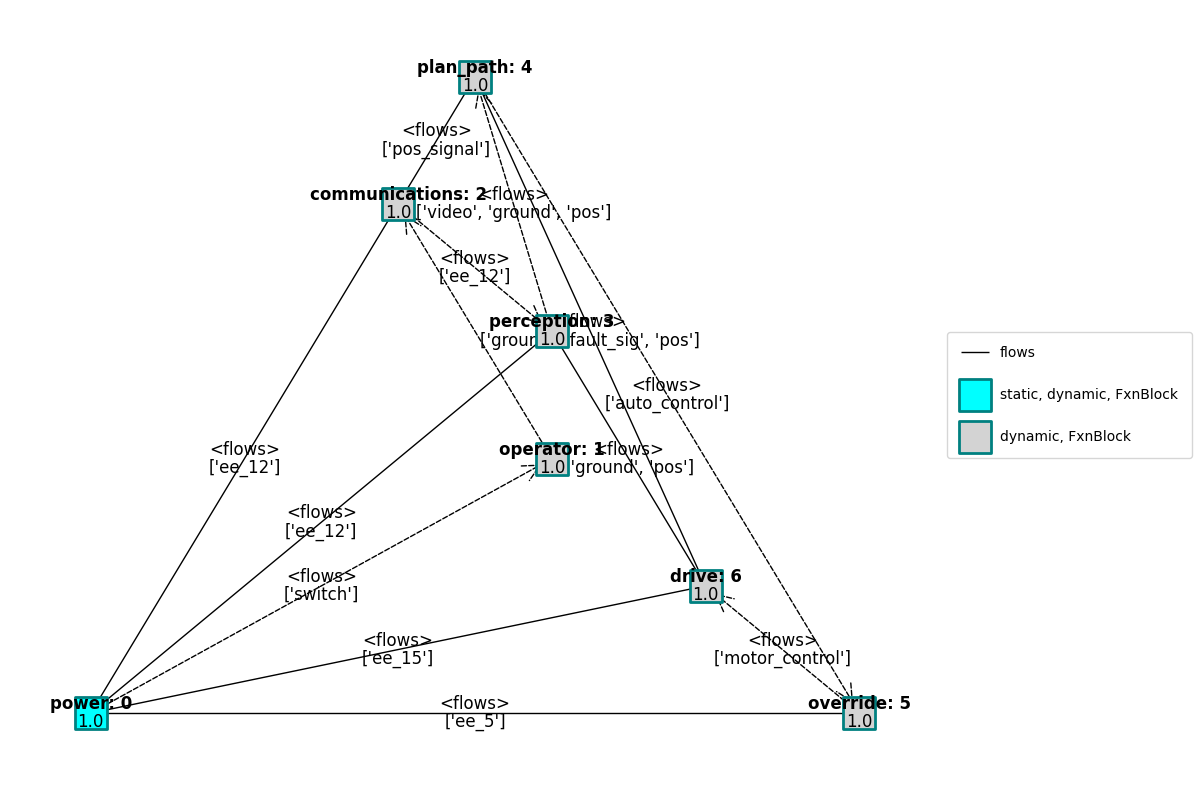 plan_path: 4
1.0
<flows>
['pos_signal']
communications: 2
1.0
<flows>
['video', 'ground', 'pos']
<flows>
['ee_12']
perception: 3
1.0
<flows>
fault_sig', 'pos']
<flows>
['auto_control']
operator: 1
1.0
<flows>
'ground', 'pos']
<flows>
['ee_12']
<flows>
['ee_12']
<flows>
['switch']
drive: 6
1.0
<flows>
['ee_15']
<flows>
['motor_control']
power: 0
1.0
<flows>
['ee_5']
override: 5
1.0
flows
static, dynamic, FxnBlock
dynamic, FxnBlock